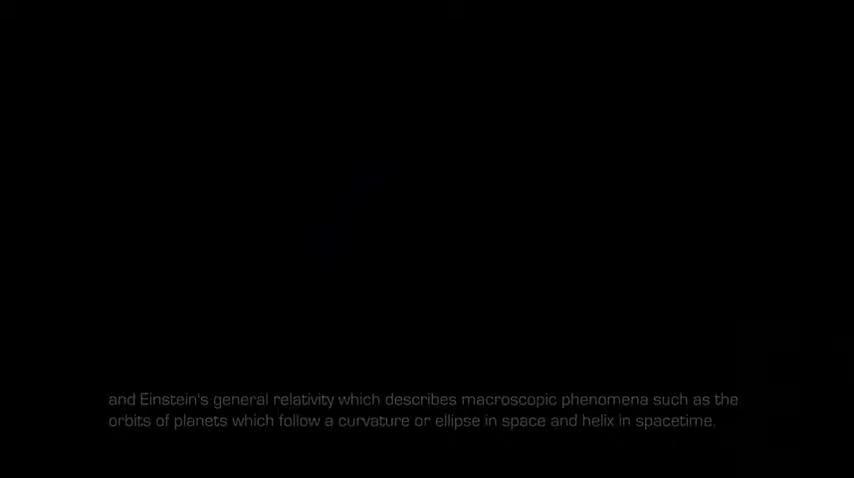 and Einstein's general relativity which describes macroscopic phenomena such as the
orbits of planets which follow a curvature or ellipse in space and helix in spacetime.